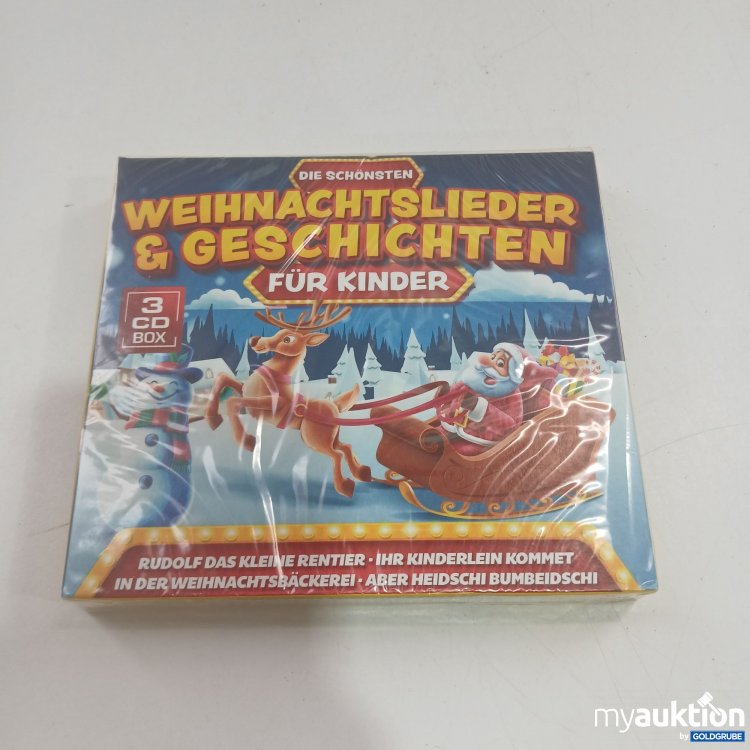 DIE SCHÖNSTEN
WEIHNACHTSLIEDER
& GESCHICHTEN
FÜR KINDER
3
CD
BOX
RUDOLF DAS KLEINE RENTIER · IHR KINDERLEIN KOMMET
IN DER WEIHNACHTSBÄCKEREI · ABER HEIDSCHI BUMBEIDSCHI
myauktion
by GOLDGRUBE